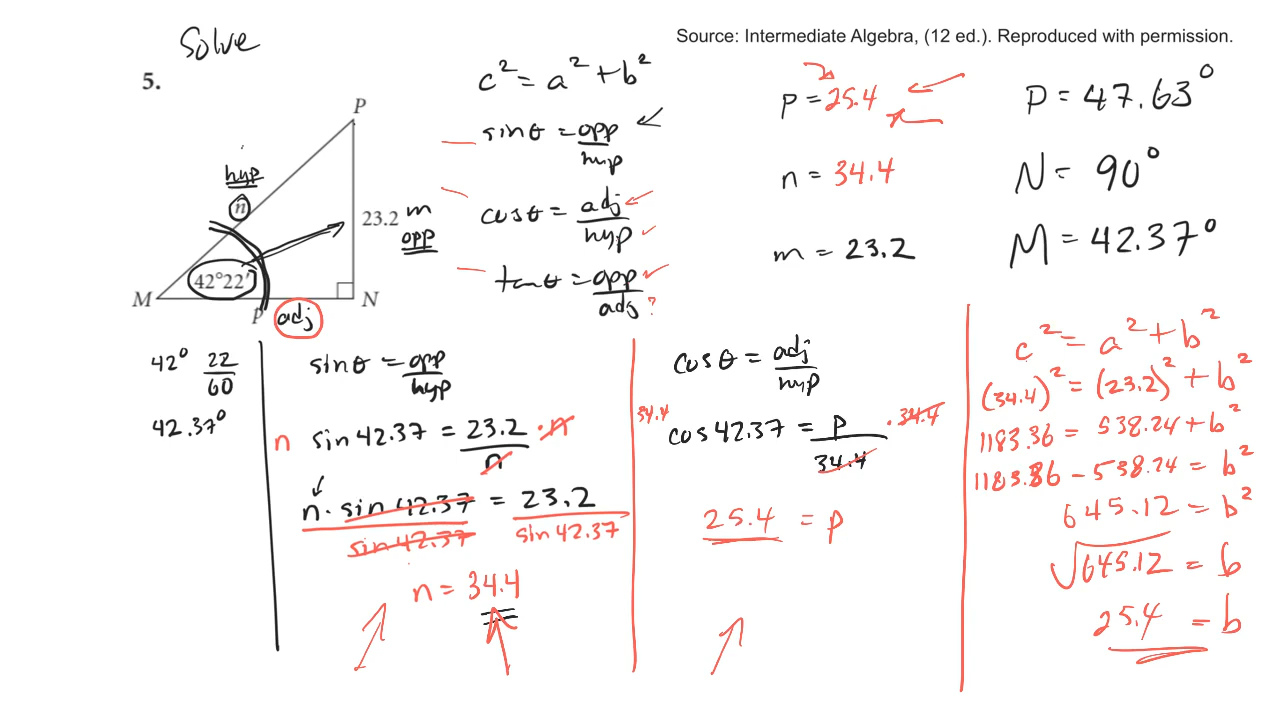 Solve
Source: Intermediate Algebra, (12 ed.). Reproduced with permission.
5.
P
hyp
n
23.2 m
opp
42°22'
M
N
p
adj
c² = a² + b²
sinθ = opp/hyp
cosθ = adj/hyp
tanθ = opp/adj ?
p = 25.4
n = 34.4
m = 23.2
P = 47.63°
N = 90°
M = 42.37°
42° 22/60
42.37°
sinθ = opp/hyp
n sin 42.37 = 23.2/n · n
n · sin 42.37 = 23.2
sin 42.37 sin 42.37
n = 34.4
cosθ = adj/hyp
34.4 cos 42.37 = p/34.4 · 34.4
25.4 = p
c² = a² + b²
(34.4)² = (23.2)² + b²
1183.36 = 538.24 + b²
1183.36 - 538.24 = b²
645.12 = b²
√645.12 = b
25.4 = b